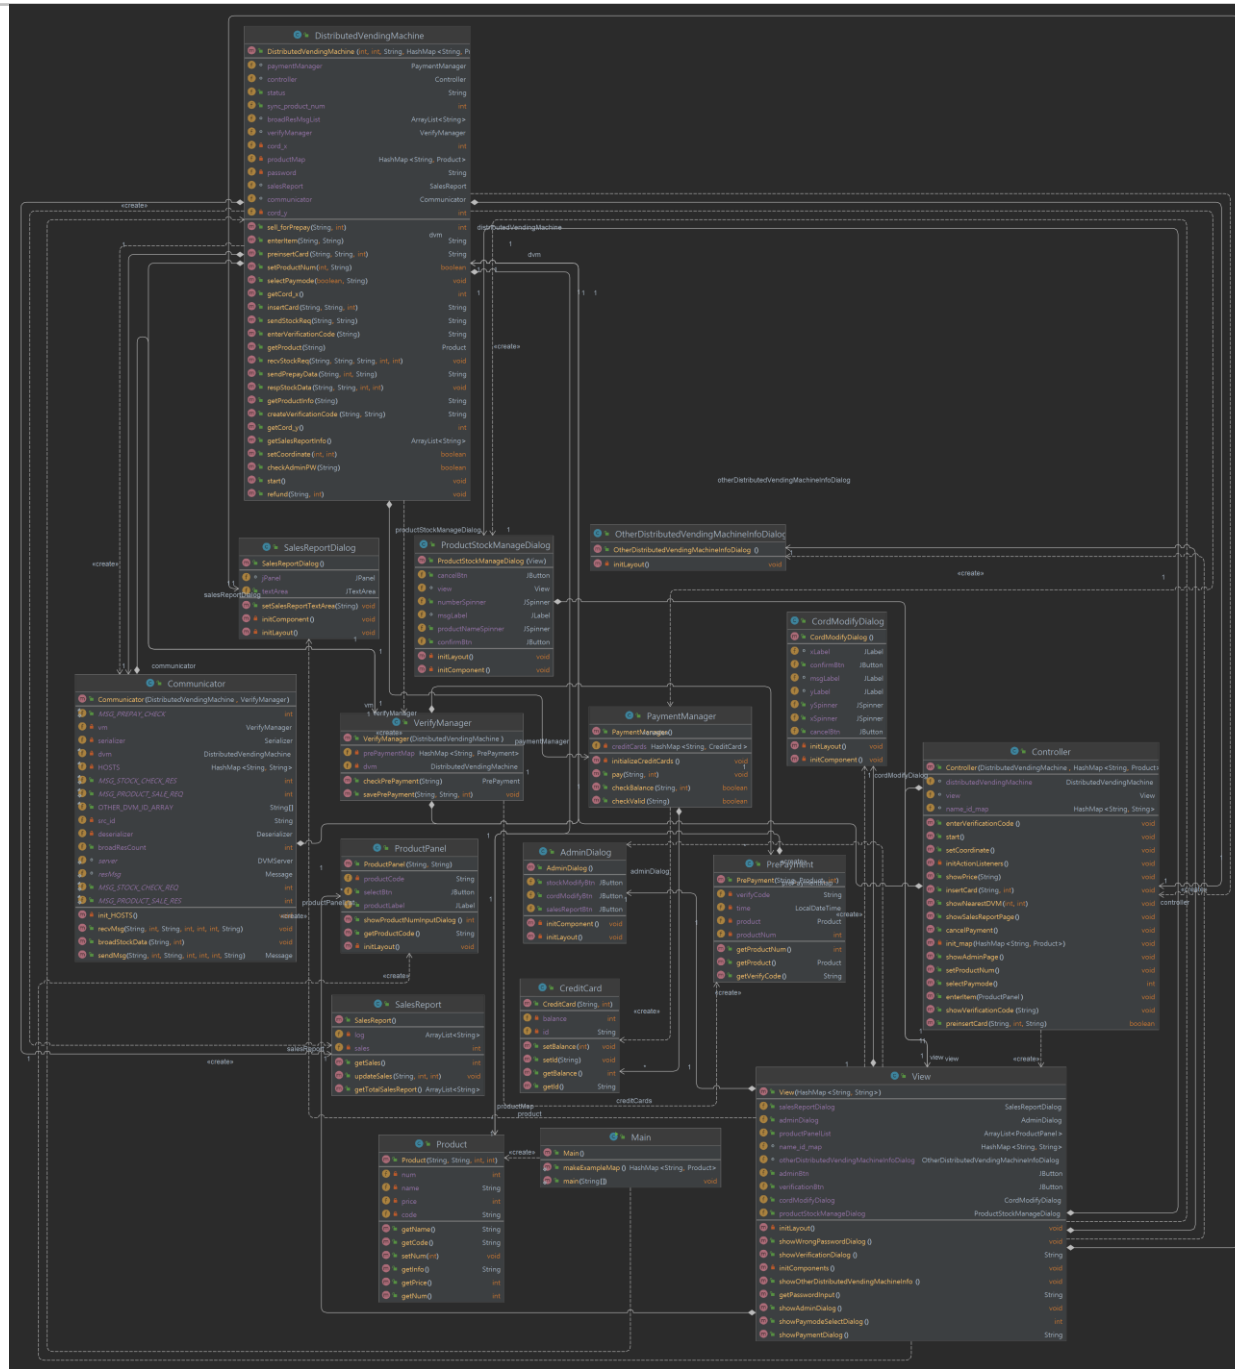 DistributedVendingMachine
DistributedVendingMachine (int, int, String, HashMap <String, P
paymentManager PaymentManager
controller Controller
status String
sync_product_num int
broadResMsgList ArrayList<String>
verifyManager VerifyManager
cord_x int
productMap HashMap <String, Product>
password String
salesReport SalesReport
communicator Communicator
cord_y int
sell_forPrepay(String, int) int
enterItem(String, String) String
preinsertCard(String, String, int) String
setProductNum(int, String) boolean
selectPaymode(boolean, String) void
getCord_x() int
insertCard(String, String, int) String
sendStockReq(String, String) String
enterVerificationCode (String) String
getProduct(String) Product
recvStockReq(String, String, String, int, int) void
sendPrepayData(String, int, String) String
respStockData(String, String, int, int) void
getProductInfo(String) String
createVerificationCode (String, String) String
getCord_y() int
getSalesReportInfo() ArrayList<String>
setCoordinate(int, int) boolean
checkAdminPW(String) boolean
start() void
refund(String, int) void
«create»
distributedVendingMachine
dvm
dvm
«create»
otherDistributedVendingMachineInfoDialog
productStockManageDialog
SalesReportDialog
SalesReportDialog()
jPanel JPanel
textArea JTextArea
setSalesReportTextArea(String) void
initComponent() void
initLayout() void
«create»
salesReportDialog
ProductStockManageDialog
ProductStockManageDialog (View)
cancelBtn JButton
view View
numberSpinner JSpinner
msgLabel JLabel
productNameSpinner JSpinner
confirmBtn JButton
initLayout() void
initComponent() void
OtherDistributedVendingMachineInfoDialog
OtherDistributedVendingMachineInfoDialog ()
initLayout() void
«create»
CordModifyDialog
CordModifyDialog ()
xLabel JLabel
confirmBtn JButton
msgLabel JLabel
yLabel JLabel
ySpinner JSpinner
xSpinner JSpinner
cancelBtn JButton
initLayout() void
initComponent() void
cordModifyDialog
communicator
Communicator
Communicator(DistributedVendingMachine , VerifyManager)
MSG_PREPAY_CHECK int
vm VerifyManager
serializer Serializer
dvm DistributedVendingMachine
HOSTS HashMap<String, String>
MSG_STOCK_CHECK_RES int
MSG_PRODUCT_SALE_REQ int
OTHER_DVM_ID_ARRAY String[]
src_id String
deserializer Deserializer
broadResCount int
server DVMServer
resMsg Message
MSG_STOCK_CHECK_REQ int
MSG_PRODUCT_SALE_RES int
init_HOSTS() void
recvMsg(String, int, String, int, int, int, String) void
broadStockData(String, int) void
sendMsg(String, int, String, int, int, int, String) Message
vm
verifyManager
VerifyManager
«create»
VerifyManager(DistributedVendingMachine)
prePaymentMap HashMap<String, PrePayment>
dvm DistributedVendingMachine
checkPrePayment(String) PrePayment
savePrePayment(String, String, int) void
paymentManager
PaymentManager
PaymentManager()
creditCards HashMap<String, CreditCard >
initializeCreditCards () void
pay(String, int) void
checkBalance(String, int) boolean
checkValid(String) boolean
Controller
Controller(DistributedVendingMachine , HashMap<String, Product>
distributedVendingMachine DistributedVendingMachine
view View
name_id_map HashMap<String, String>
enterVerificationCode () void
start() void
setCoordinate() void
initActionListeners() void
showPrice(String) void
insertCard(String, int) void
showNearestDVM(int, int) void
showSalesReportPage() void
cancelPayment() void
init_map(HashMap<String, Product>) void
showAdminPage() void
setProductNum() void
selectPaymode() int
enterItem(ProductPanel) void
showVerificationCode (String) void
preinsertCard(String, int, String) boolean
controller
ProductPanel
ProductPanel(String, String)
productCode String
selectBtn JButton
productLabel JLabel
showProductNumInputDialog() int
getProductCode() String
initLayout() void
«create»
AdminDialog
AdminDialog()
stockModifyBtn JButton
cordModifyBtn JButton
salesReportBtn JButton
initComponent() void
initLayout() void
adminDialog
PrePayment
PrePayment(String, Product, int)
verifyCode String
time LocalDateTime
product Product
productNum int
getProductNum() int
getProduct() Product
getVerifyCode() String
«create»
«create»
«create»
SalesReport
SalesReport()
log ArrayList<String>
sales int
getSales() int
updateSales(String, int, int) void
getTotalSalesReport() ArrayList<String>
salesReport
«create»
CreditCard
CreditCard(String, int)
balance int
id String
setBalance(int) void
setId(String) void
getBalance() int
getId() String
«create»
creditCards
productMap
product
view view
«create»
Product
Product(String, String, int, int)
num int
name String
price int
code String
getName() String
getCode() String
setNum(int) void
getInfo() String
getPrice() int
getNum() int
«create»
Main
Main()
makeExampleMap() HashMap<String, Product>
main(String[]) void
View
View(HashMap<String, String>)
salesReportDialog SalesReportDialog
adminDialog AdminDialog
productPanelList ArrayList<ProductPanel>
name_id_map HashMap<String, String>
otherDistributedVendingMachineInfoDialog OtherDistributedVendingMachineInfoDialog
adminBtn JButton
verificationBtn JButton
cordModifyDialog CordModifyDialog
productStockManageDialog ProductStockManageDialog
initLayout() void
showWrongPasswordDialog () void
showVerificationDialog () String
initComponents() void
showOtherDistributedVendingMachineInfo () void
getPasswordInput() String
showAdminDialog() void
showPaymodeSelectDialog() int
showPaymentDialog() String